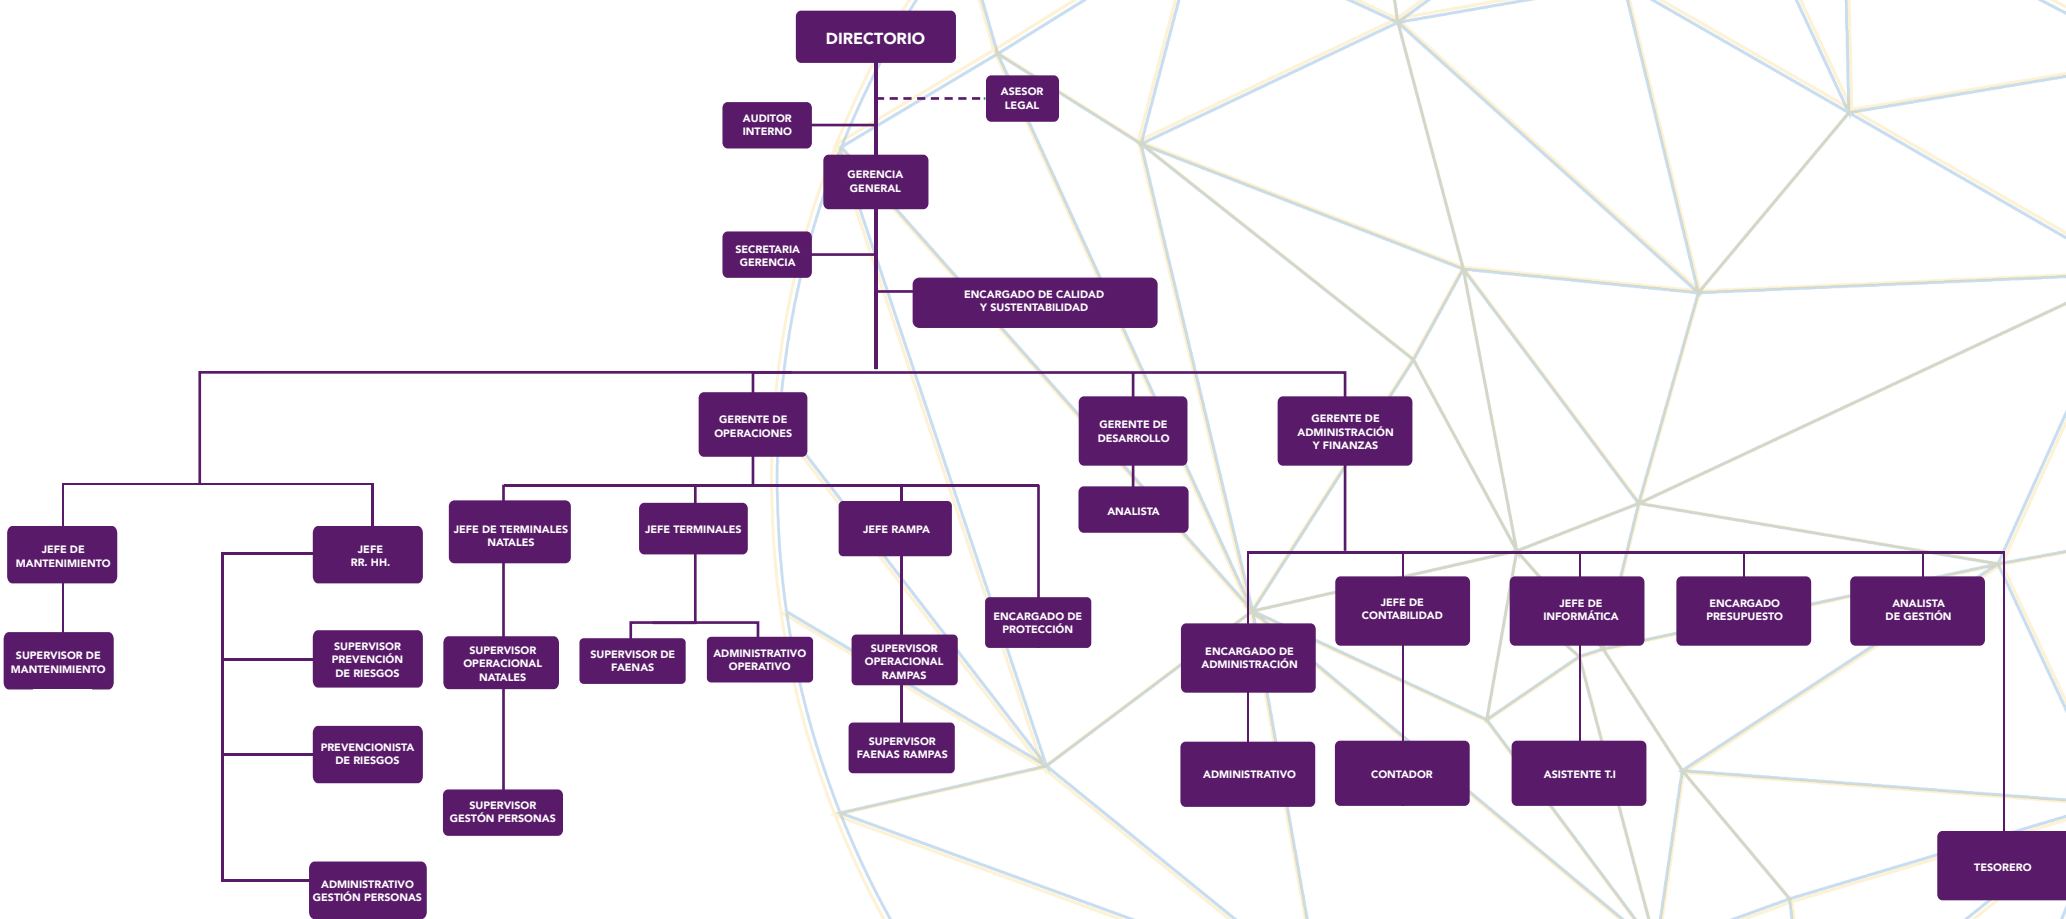 DIRECTORIO
ASESOR
LEGAL
AUDITOR
INTERNO
GERENCIA
GENERAL
SECRETARIA
GERENCIA
ENCARGADO DE CALIDAD
Y SUSTENTABILIDAD
GERENTE DE
OPERACIONES
GERENTE DE
DESARROLLO
GERENTE DE
ADMINISTRACIÓN
Y FINANZAS
ANALISTA
JEFE DE
MANTENIMIENTO
JEFE
RR. HH.
JEFE DE TERMINALES
NATALES
JEFE TERMINALES
JEFE RAMPA
ENCARGADO DE
PROTECCIÓN
SUPERVISOR DE
MANTENIMIENTO
SUPERVISOR
PREVENCIÓN
DE RIESGOS
SUPERVISOR
OPERACIONAL
NATALES
SUPERVISOR DE
FAENAS
ADMINISTRATIVO
OPERATIVO
SUPERVISOR
OPERACIONAL
RAMPAS
ENCARGADO DE
ADMINISTRACIÓN
JEFE DE
CONTABILIDAD
JEFE DE
INFORMÁTICA
ENCARGADO
PRESUPUESTO
ANALISTA
DE GESTIÓN
PREVENCIONISTA
DE RIESGOS
SUPERVISOR
GESTÓN PERSONAS
SUPERVISOR
FAENAS RAMPAS
ADMINISTRATIVO
CONTADOR
ASISTENTE T.I
ADMINISTRATIVO
GESTIÓN PERSONAS
TESORERO